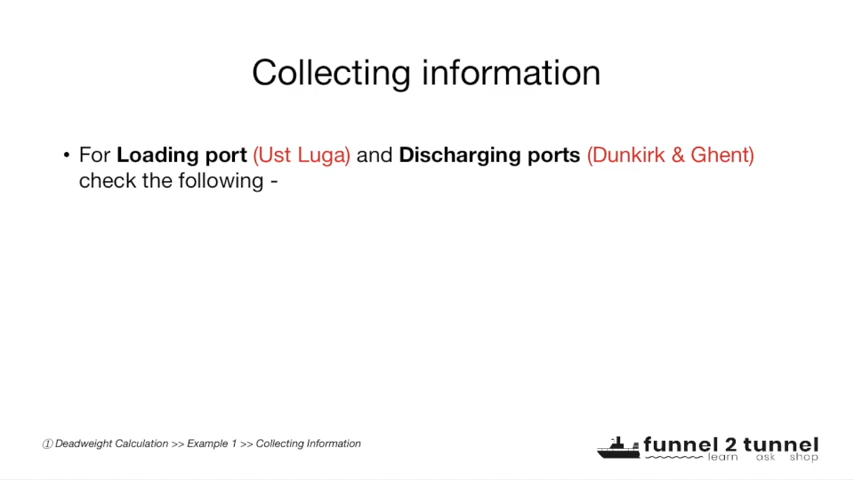 Collecting information
• For Loading port (Ust Luga) and Discharging ports (Dunkirk & Ghent)
check the following -
① Deadweight Calculation >> Example 1 >> Collecting Information
funnel 2 tunnel
learn ask shop